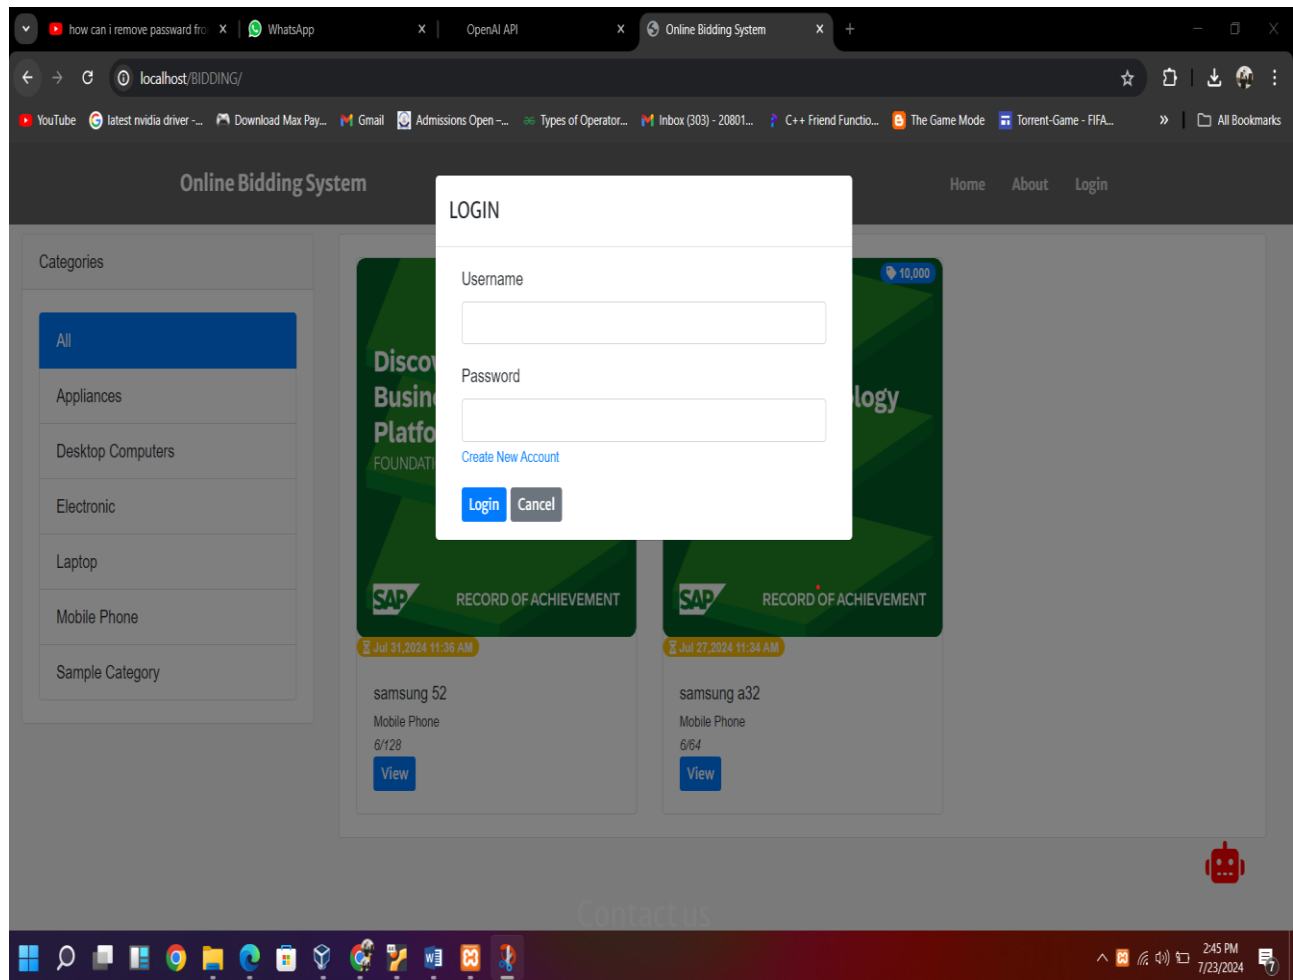 how can i remove passward fro
WhatsApp
OpenAI API
Online Bidding System
localhost/BIDDING/
YouTube
latest nvidia driver -...
Download Max Pay...
Gmail
Admissions Open –...
Types of Operator...
Inbox (303) - 20801...
C++ Friend Functio...
The Game Mode
Torrent-Game - FIFA...
All Bookmarks
Online Bidding System
Home
About
Login
LOGIN
Username
Password
Create New Account
Login
Cancel
Categories
All
Appliances
Desktop Computers
Electronic
Laptop
Mobile Phone
Sample Category
Busin
Platfo
FOUNDATI
SAP
RECORD OF ACHIEVEMENT
Jul 31,2024 11:36 AM
samsung 52
Mobile Phone
6/128
View
10,000
logy
SAP
RECORD OF ACHIEVEMENT
Jul 27,2024 11:34 AM
samsung a32
Mobile Phone
6/64
View
Contact us
2:45 PM
7/23/2024
7